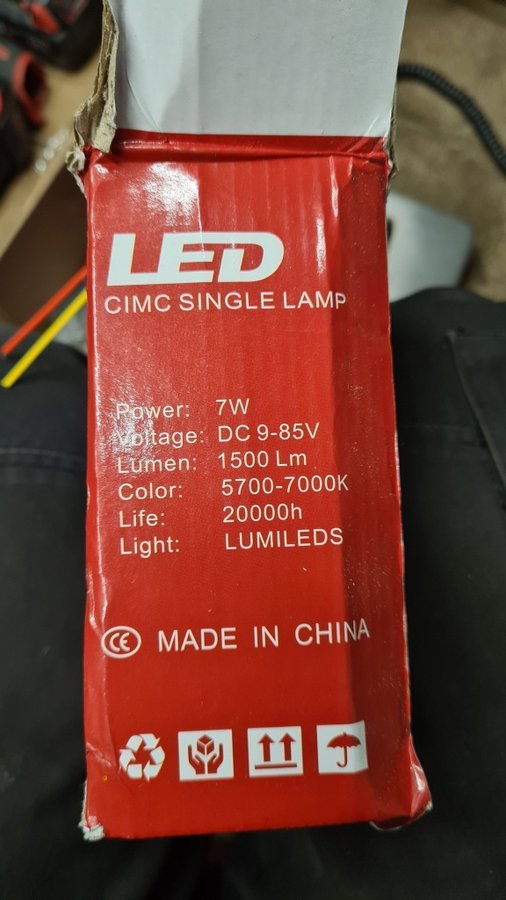 LED
CIMC SINGLE LAMP
Power: 7W
Voltage: DC 9-85V
Lumen: 1500 Lm
Color: 5700-7000K
Life: 20000h
Light: LUMILEDS
CE MADE IN CHINA